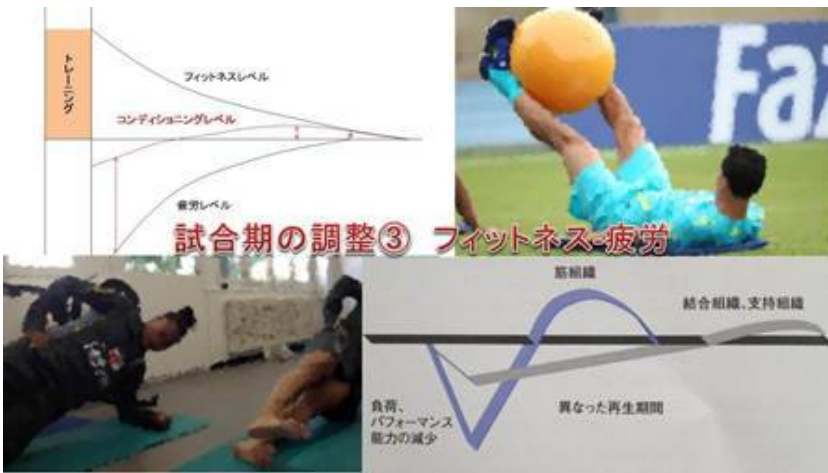 トレーニング
フィットネスレベル
コンディショニングレベル
疲労レベル
Faz
試合期の調整③ フィットネス-疲労
筋組織
結合組織、支持組織
負荷、
パフォーマンス
能力の減少
異なった再生期間